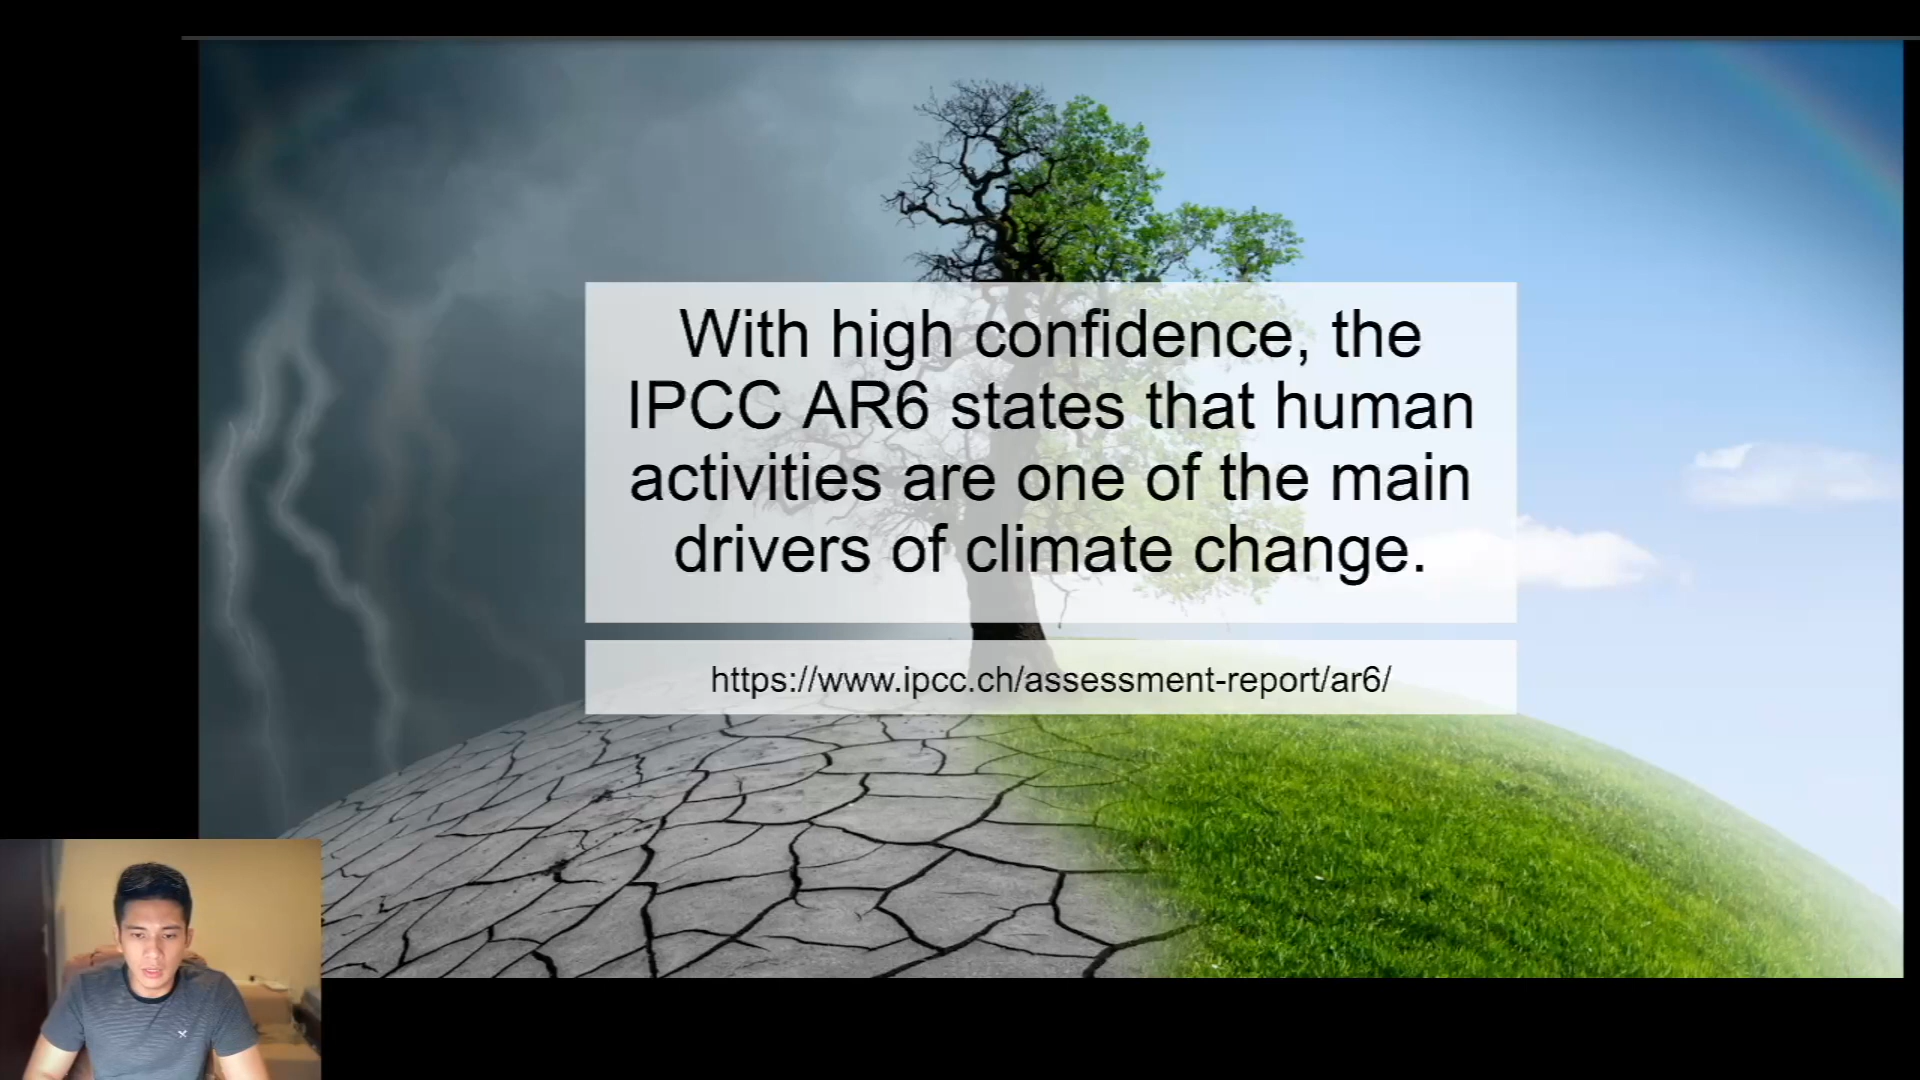 With high confidence, the
IPCC AR6 states that human
activities are one of the main
drivers of climate change.
https://www.ipcc.ch/assessment-report/ar6/